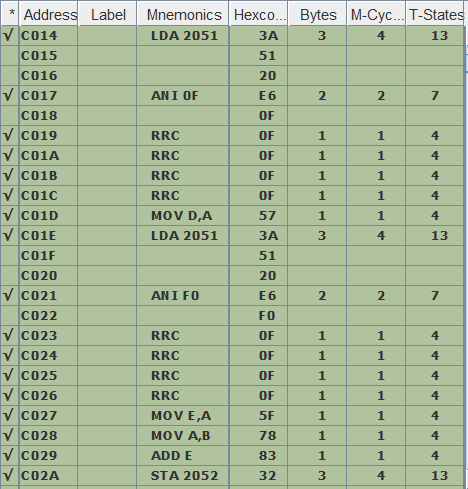 * Address Label Mnemonics Hexco... Bytes M-Cyc... T-States
√ C014 LDA 2051 3A 3 4 13
C015 51
C016 20
√ C017 ANI 0F E6 2 2 7
C018 0F
√ C019 RRC 0F 1 1 4
√ C01A RRC 0F 1 1 4
√ C01B RRC 0F 1 1 4
√ C01C RRC 0F 1 1 4
√ C01D MOV D,A 57 1 1 4
√ C01E LDA 2051 3A 3 4 13
C01F 51
C020 20
√ C021 ANI F0 E6 2 2 7
C022 F0
√ C023 RRC 0F 1 1 4
√ C024 RRC 0F 1 1 4
√ C025 RRC 0F 1 1 4
√ C026 RRC 0F 1 1 4
√ C027 MOV E,A 5F 1 1 4
√ C028 MOV A,B 78 1 1 4
√ C029 ADD E 83 1 1 4
√ C02A STA 2052 32 3 4 13